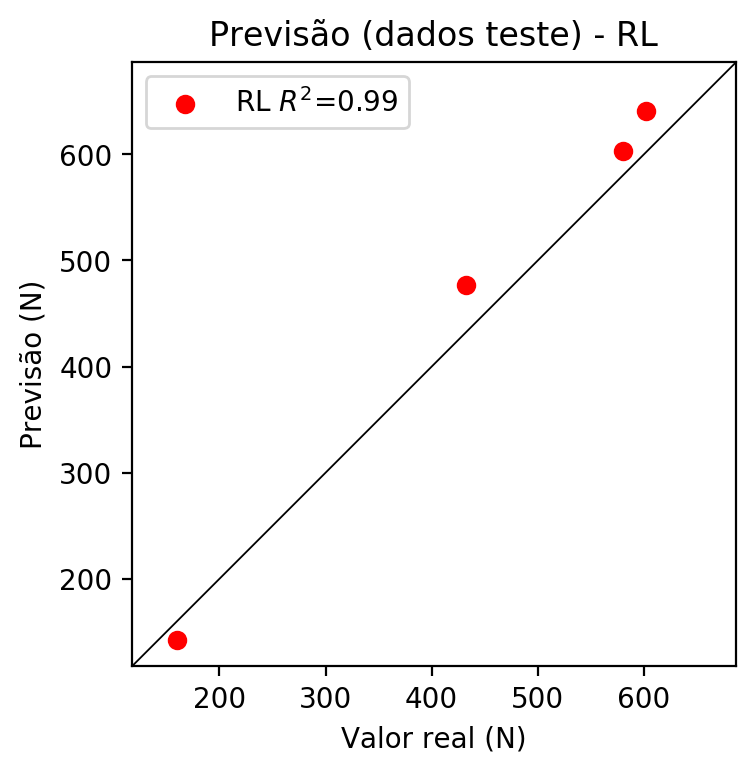 Previsão (dados teste) - RL
RL R²=0.99
600
500
400
300
200
Previsão (N)
200 300 400 500 600
Valor real (N)